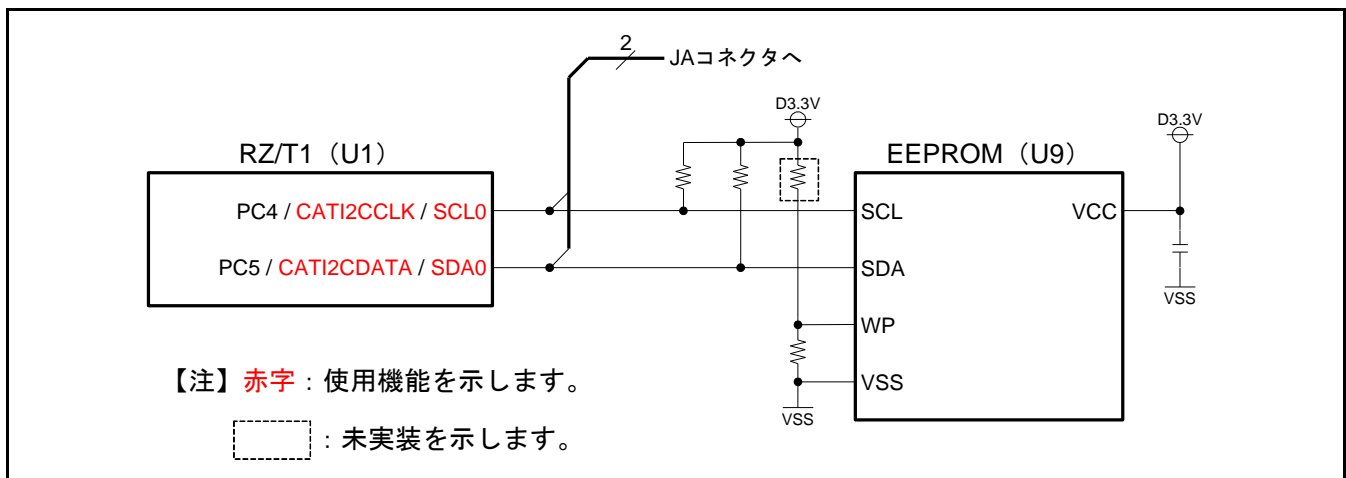 2
JAコネクタへ
D3.3V
D3.3V
RZ/T1（U1）
EEPROM（U9）
PC4 / CATI2CCLK / SCL0
SCL
VCC
PC5 / CATI2CDATA / SDA0
SDA
VSS
WP
VSS
VSS
【注】赤字：使用機能を示します。
：未実装を示します。